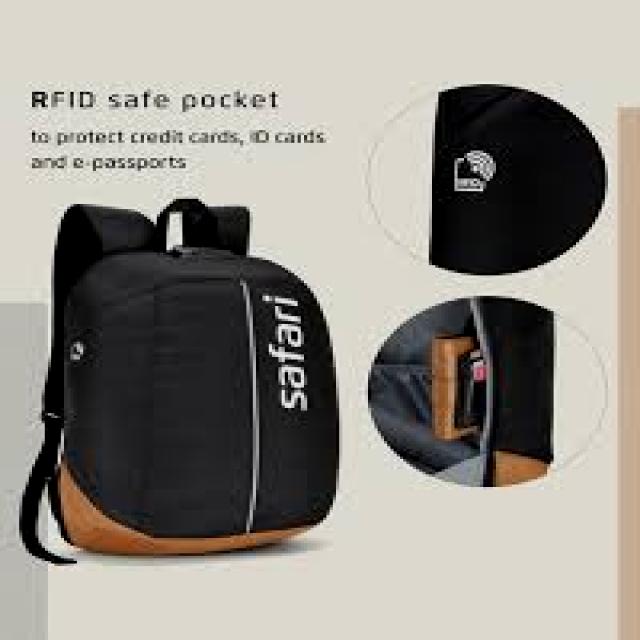 RFID safe pocket
to protect credit cards, ID cards
and e-passports
safari